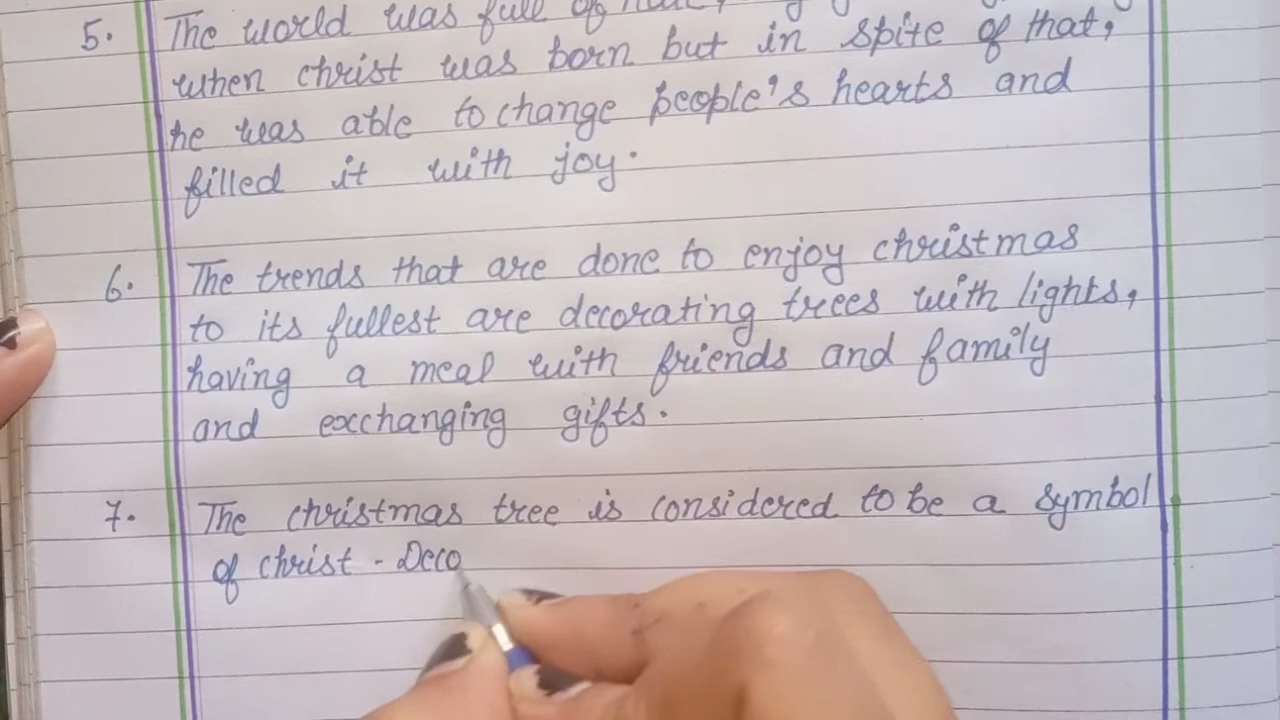 5. The world was full of
when christ was born but in spite of that,
he was able to change people's hearts and
filled it with joy.
6. The trends that are done to enjoy christmas
to its fullest are decorating trees with lights,
having a meal with friends and family
and exchanging gifts.
7. The christmas tree is considered to be a symbol
of christ - Deco